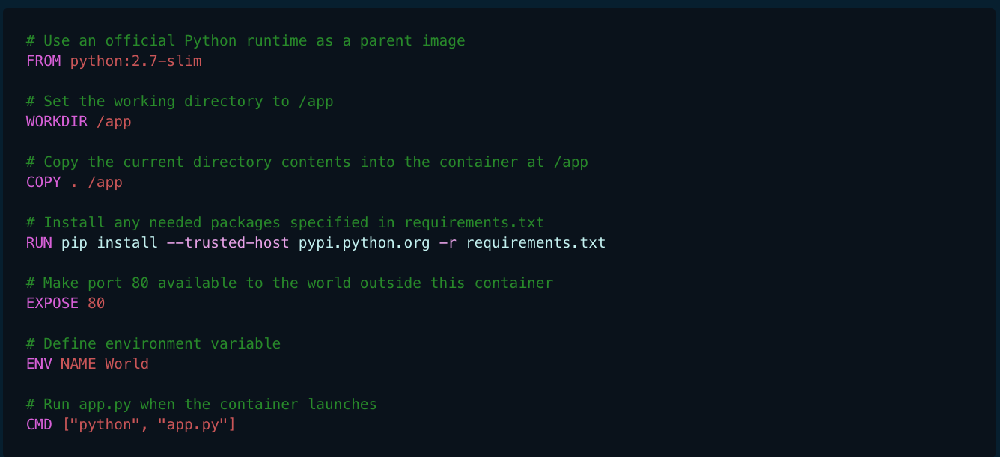 # Use an official Python runtime as a parent image
FROM python:2.7-slim
# Set the working directory to /app
WORKDIR /app
# Copy the current directory contents into the container at /app
COPY . /app
# Install any needed packages specified in requirements.txt
RUN pip install --trusted-host pypi.python.org -r requirements.txt
# Make port 80 available to the world outside this container
EXPOSE 80
# Define environment variable
ENV NAME World
# Run app.py when the container launches
CMD ["python", "app.py"]